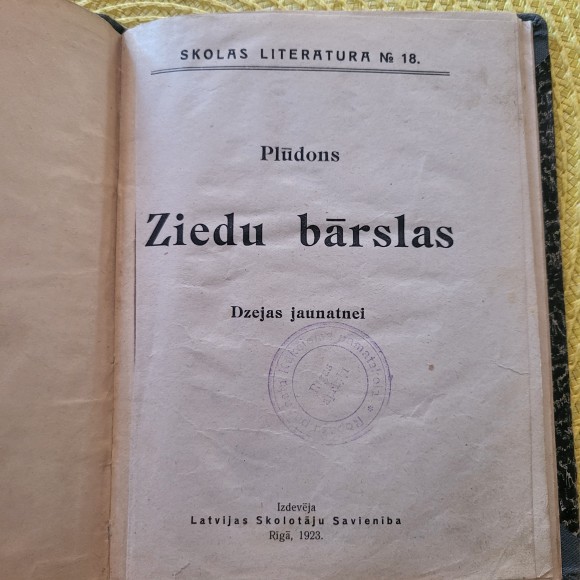 SKOLAS LITERATURA № 18.
Plūdons
Ziedu bārslas
Dzejas jaunatnei
Izdevēja
Latvijas Skolotāju Savienība
Rīgā, 1923.